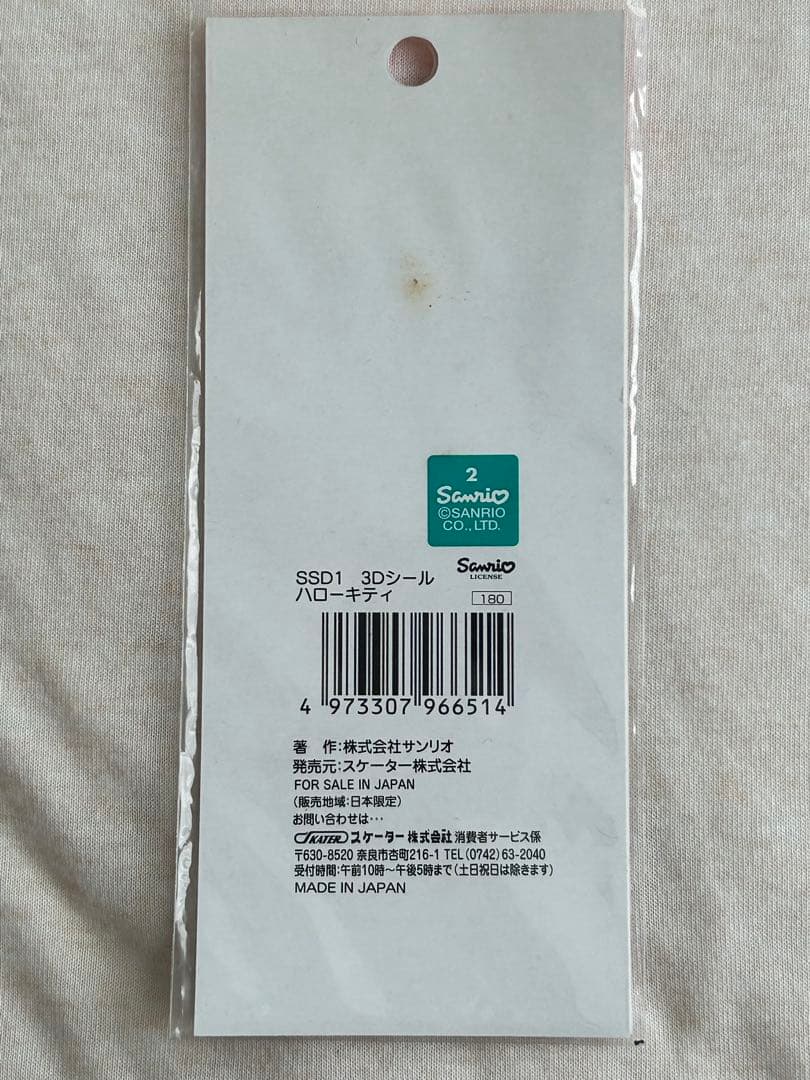 2
Sanrio
©SANRIO
CO., LTD.
Sanrio
LICENSE
SSD1 3Dシール
ハローキティ
180
4 973307 966514
著 作:株式会社サンリオ
発売元:スケーター株式会社
FOR SALE IN JAPAN
(販売地域:日本限定)
お問い合わせは…
SKATER スケーター株式会社 消費者サービス係
〒630-8520 奈良市杏町216-1 TEL(0742)63-2040
受付時間:午前10時〜午後5時まで(土日祝日は除きます)
MADE IN JAPAN